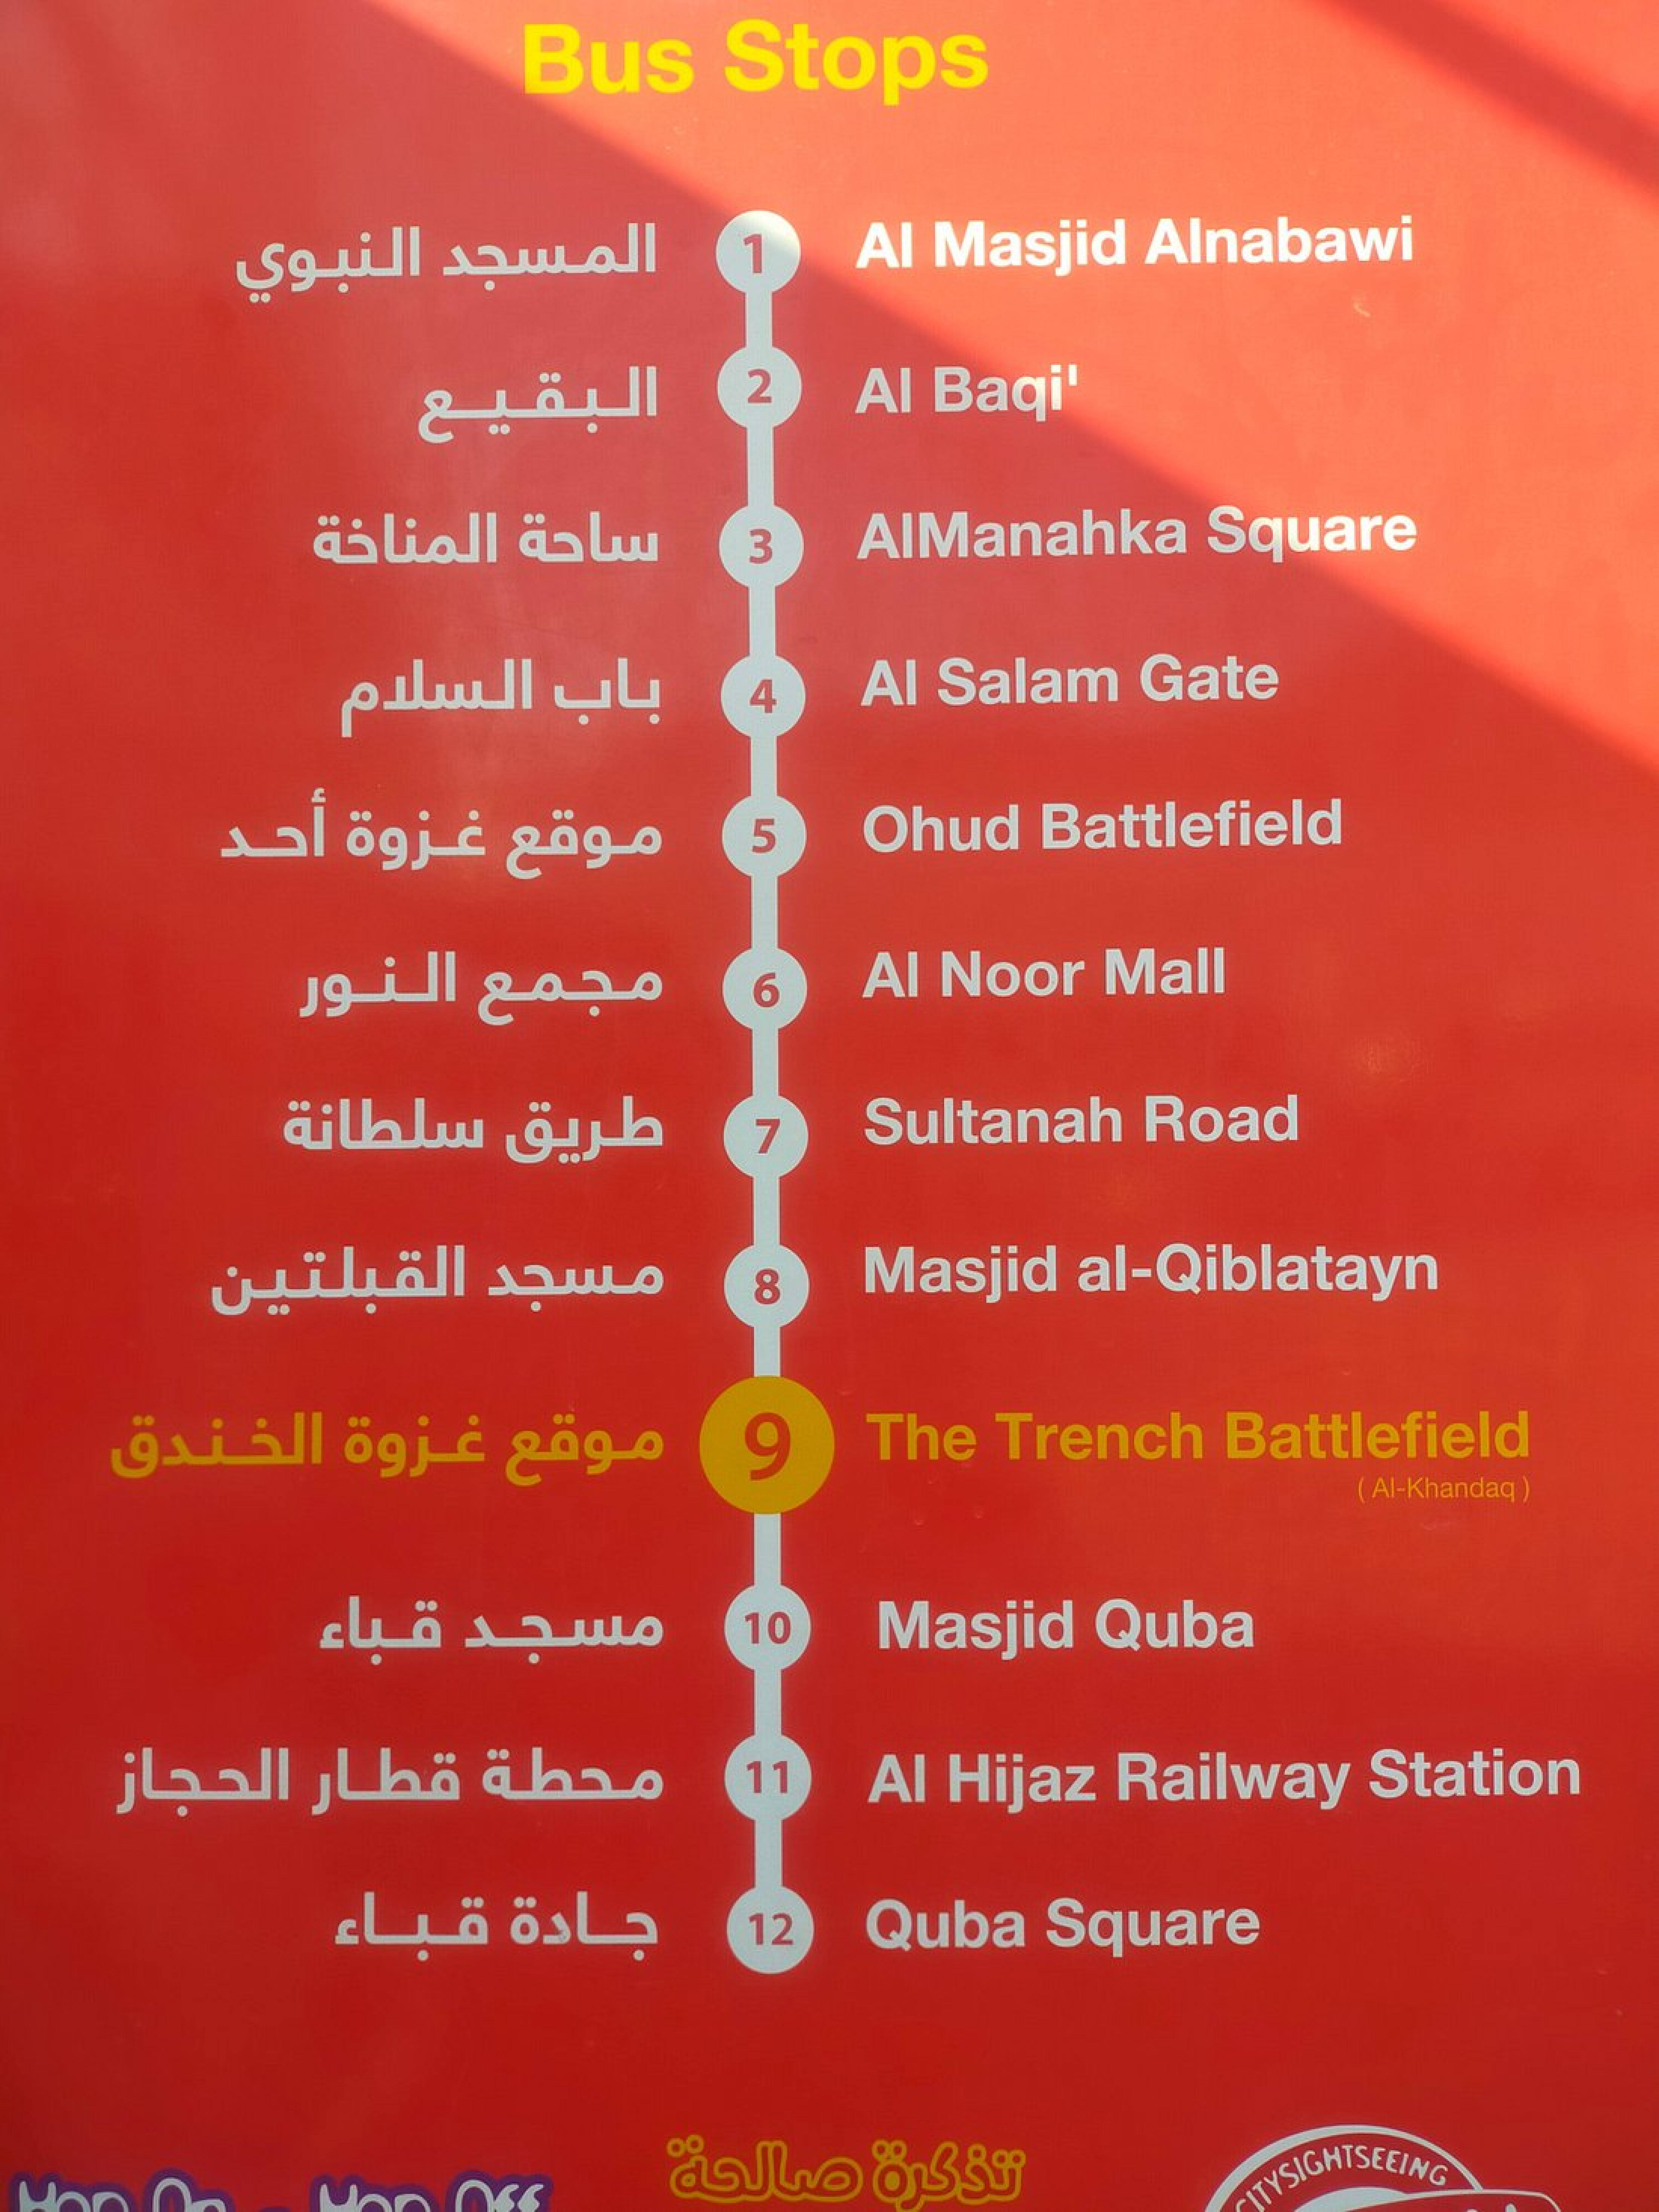 Bus Stops
المسجد النبوي 1 Al Masjid Alnabawi
البقيع 2 Al Baqi'
ساحة المناخة 3 AlManahka Square
باب السلام 4 Al Salam Gate
موقع غزوة أحد 5 Ohud Battlefield
مجمع النور 6 Al Noor Mall
طريق سلطانة 7 Sultanah Road
مسجد القبلتين 8 Masjid al-Qiblatayn
موقع غزوة الخندق 9 The Trench Battlefield
( Al-Khandaq )
مسجد قباء 10 Masjid Quba
محطة قطار الحجاز 11 Al Hijaz Railway Station
جادة قباء 12 Quba Square
تذكرة صالحة
CITYSIGHTSEEING
Hop On - Hop Off